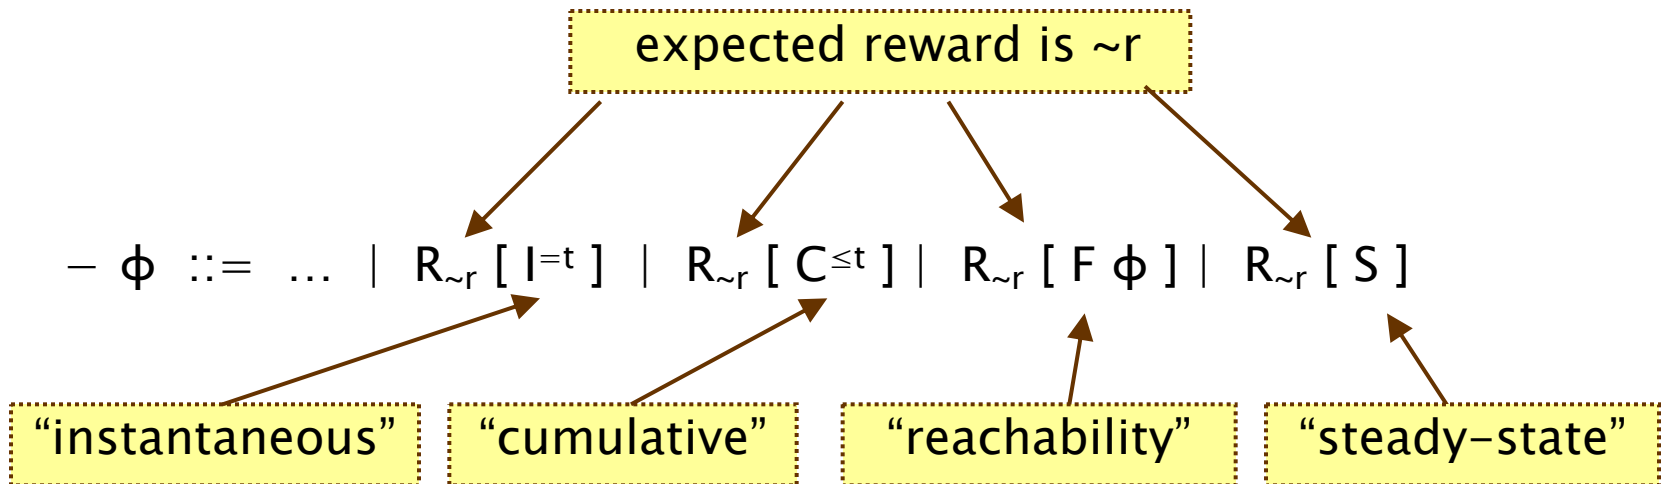 expected reward is ~r
– ϕ ::= … | R~r [ I=t ] | R~r [ C≤t ] | R~r [ F ϕ ] | R~r [ S ]
“instantaneous” “cumulative” “reachability” “steady–state”